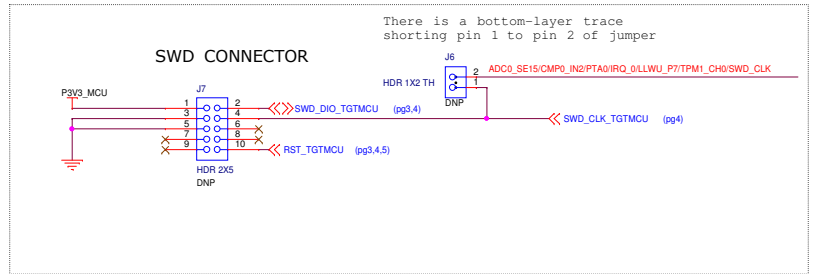 There is a bottom-layer trace
shorting pin 1 to pin 2 of jumper
SWD CONNECTOR
J6
2 ADC0_SE15/CMP0_IN2/PTA0/IRQ_0/LLWU_P7/TPM1_CH0/SWD_CLK
HDR 1X2 TH 1
DNP
P3V3_MCU
J7
1 2 SWD_DIO_TGTMCU (pg3,4)
3 4 SWD_CLK_TGTMCU (pg4)
5 6
7 8
9 10 RST_TGTMCU (pg3,4,5)
HDR 2X5
DNP